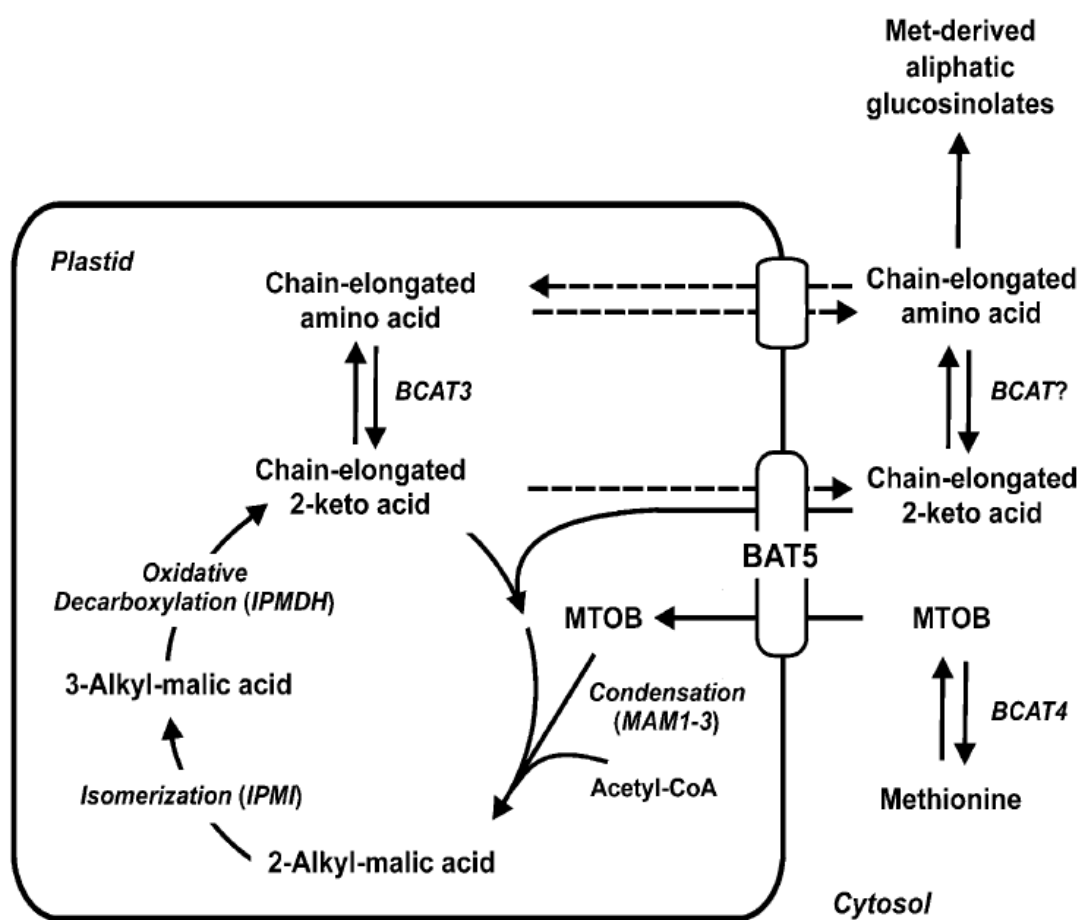 Met-derived
aliphatic
glucosinolates
Plastid
Chain-elongated
amino acid
Chain-elongated
amino acid
BCAT3
BCAT?
Chain-elongated
2-keto acid
Chain-elongated
2-keto acid
BAT5
Oxidative
Decarboxylation (IPMDH)
MTOB
MTOB
3-Alkyl-malic acid
Condensation
(MAM1-3)
BCAT4
Isomerization (IPMI)
Acetyl-CoA
Methionine
2-Alkyl-malic acid
Cytosol